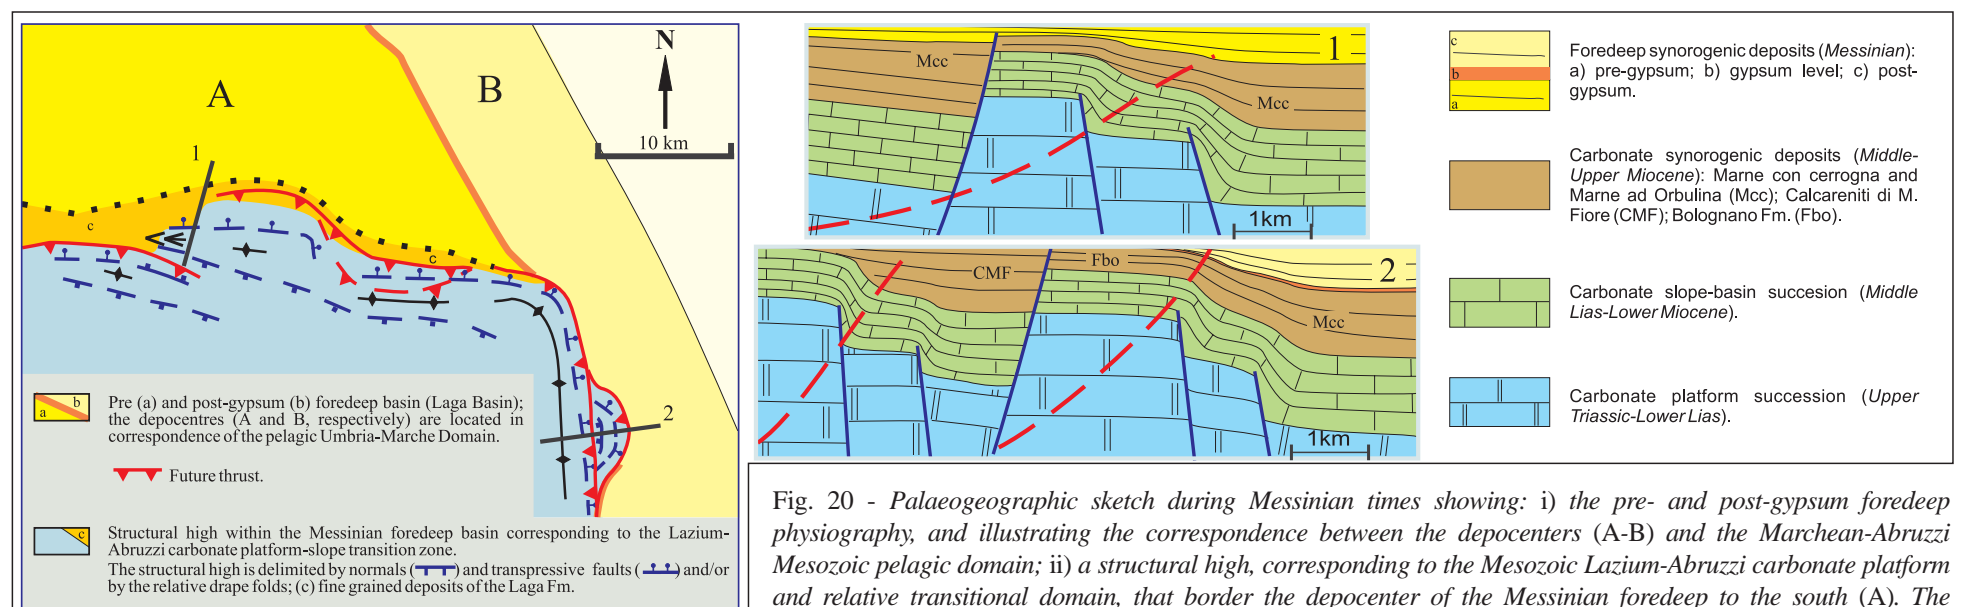 A
B
N
10 km
1
c
c
2
a
b
Pre (a) and post-gypsum (b) foredeep basin (Laga Basin);
the depocentres (A and B, respectively) are located in
correspondence of the pelagic Umbria-Marche Domain.
Future thrust.
c
Structural high within the Messinian foredeep basin corresponding to the Lazium-
Abruzzi carbonate platform-slope transition zone.
The structural high is delimited by normals ( ) and transpressive faults ( ) and/or
by the relative drape folds; (c) fine grained deposits of the Laga Fm.
Mcc
1
Mcc
1km
CMF
Fbo
2
Mcc
1km
c
b
a
Foredeep synorogenic deposits (Messinian):
a) pre-gypsum; b) gypsum level; c) post-
gypsum.
Carbonate synorogenic deposits (Middle-
Upper Miocene): Marne con cerrogna and
Marne ad Orbulina (Mcc); Calcareniti di M.
Fiore (CMF); Bolognano Fm. (Fbo).
Carbonate slope-basin succesion (Middle
Lias-Lower Miocene).
Carbonate platform succession (Upper
Triassic-Lower Lias).
Fig. 20 - Palaeogeographic sketch during Messinian times showing: i) the pre- and post-gypsum foredeep
physiography, and illustrating the correspondence between the depocenters (A-B) and the Marchean-Abruzzi
Mesozoic pelagic domain; ii) a structural high, corresponding to the Mesozoic Lazium-Abruzzi carbonate platform
and relative transitional domain, that border the depocenter of the Messinian foredeep to the south (A). The